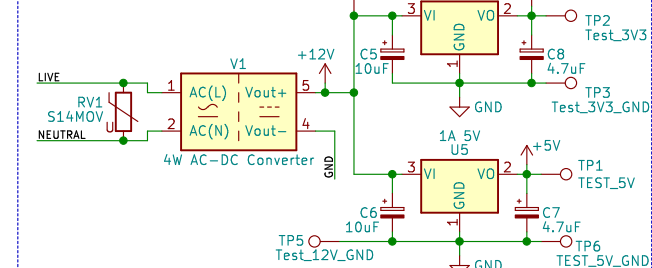 3 VI VO 2 TP2
Test_3V3
+12V
GND
C5
10uF
C8
4.7uF
1
V1
LIVE
1 AC(L) Vout+ 5
RV1
S14MOV
U
TP3
Test_3V3_GND
GND
2 AC(N) Vout- 4
NEUTRAL
4W AC-DC Converter
GND
1A 5V
U5
+5V
3 VI VO 2 TP1
TEST_5V
GND
C6
10uF
C7
4.7uF
1
TP5
Test_12V_GND
TP6
TEST_5V_GND
GND